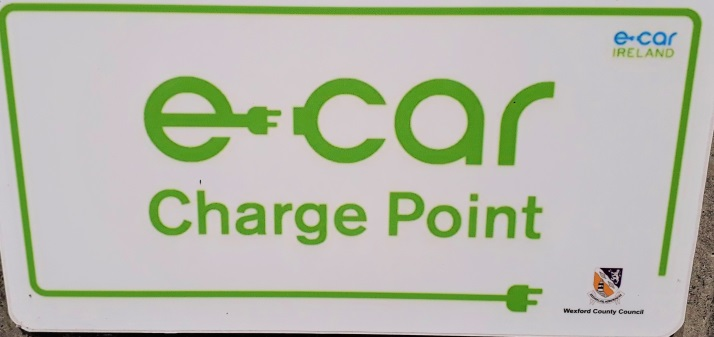 e-car
IRELAND
e-car
Charge Point
Wexford County Council